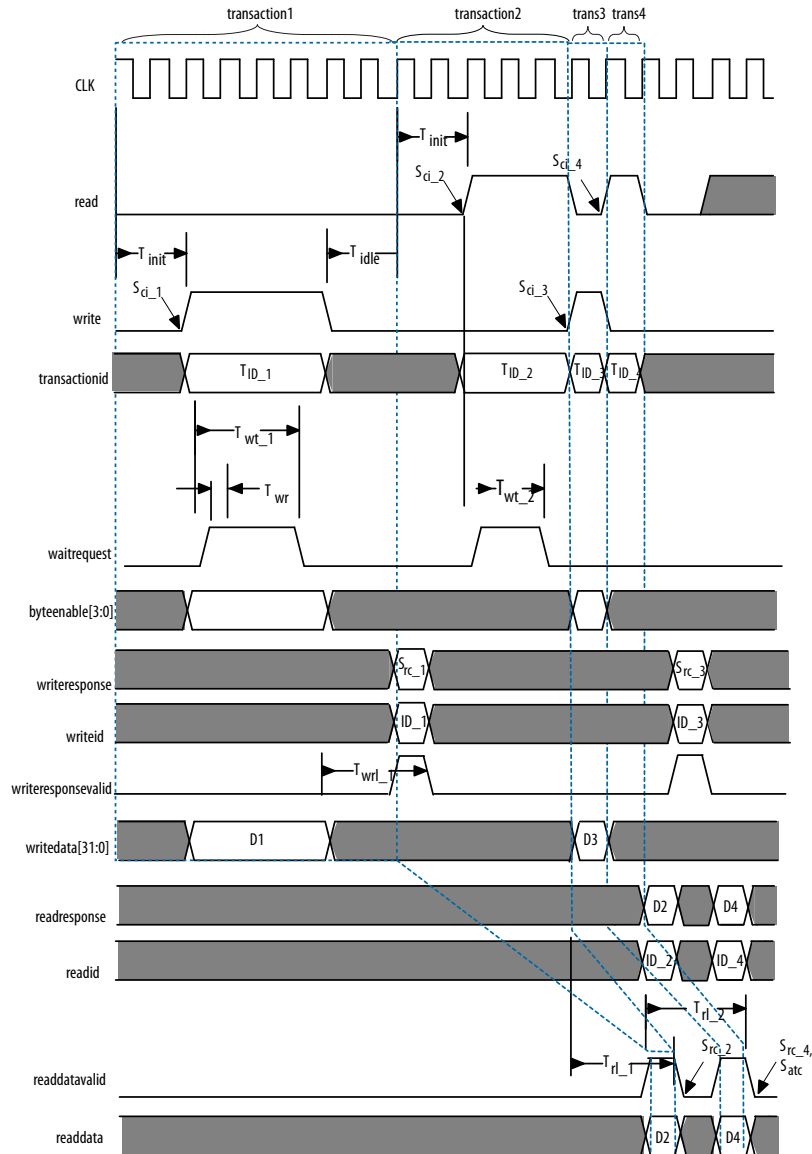 transaction1
transaction2
trans3
trans4
CLK
T init
S ci_2
S ci_4
read
T init
T idle
S ci_1
S ci_3
write
transactionid
T ID_1
T ID_2
T ID_3
T ID_4
T wt_1
T wr
T wt_2
waitrequest
byteenable[3:0]
writeresponse
S rc_1
S rc_3
writeid
ID_1
ID_3
writeresponsevalid
T wrl_1
writedata[31:0]
D1
D3
readresponse
D2
D4
readid
ID_2
ID_4
T rl_2
T rl_1
S rc_2
S rc_4,
S atc
readdatavalid
readdata
D2
D4